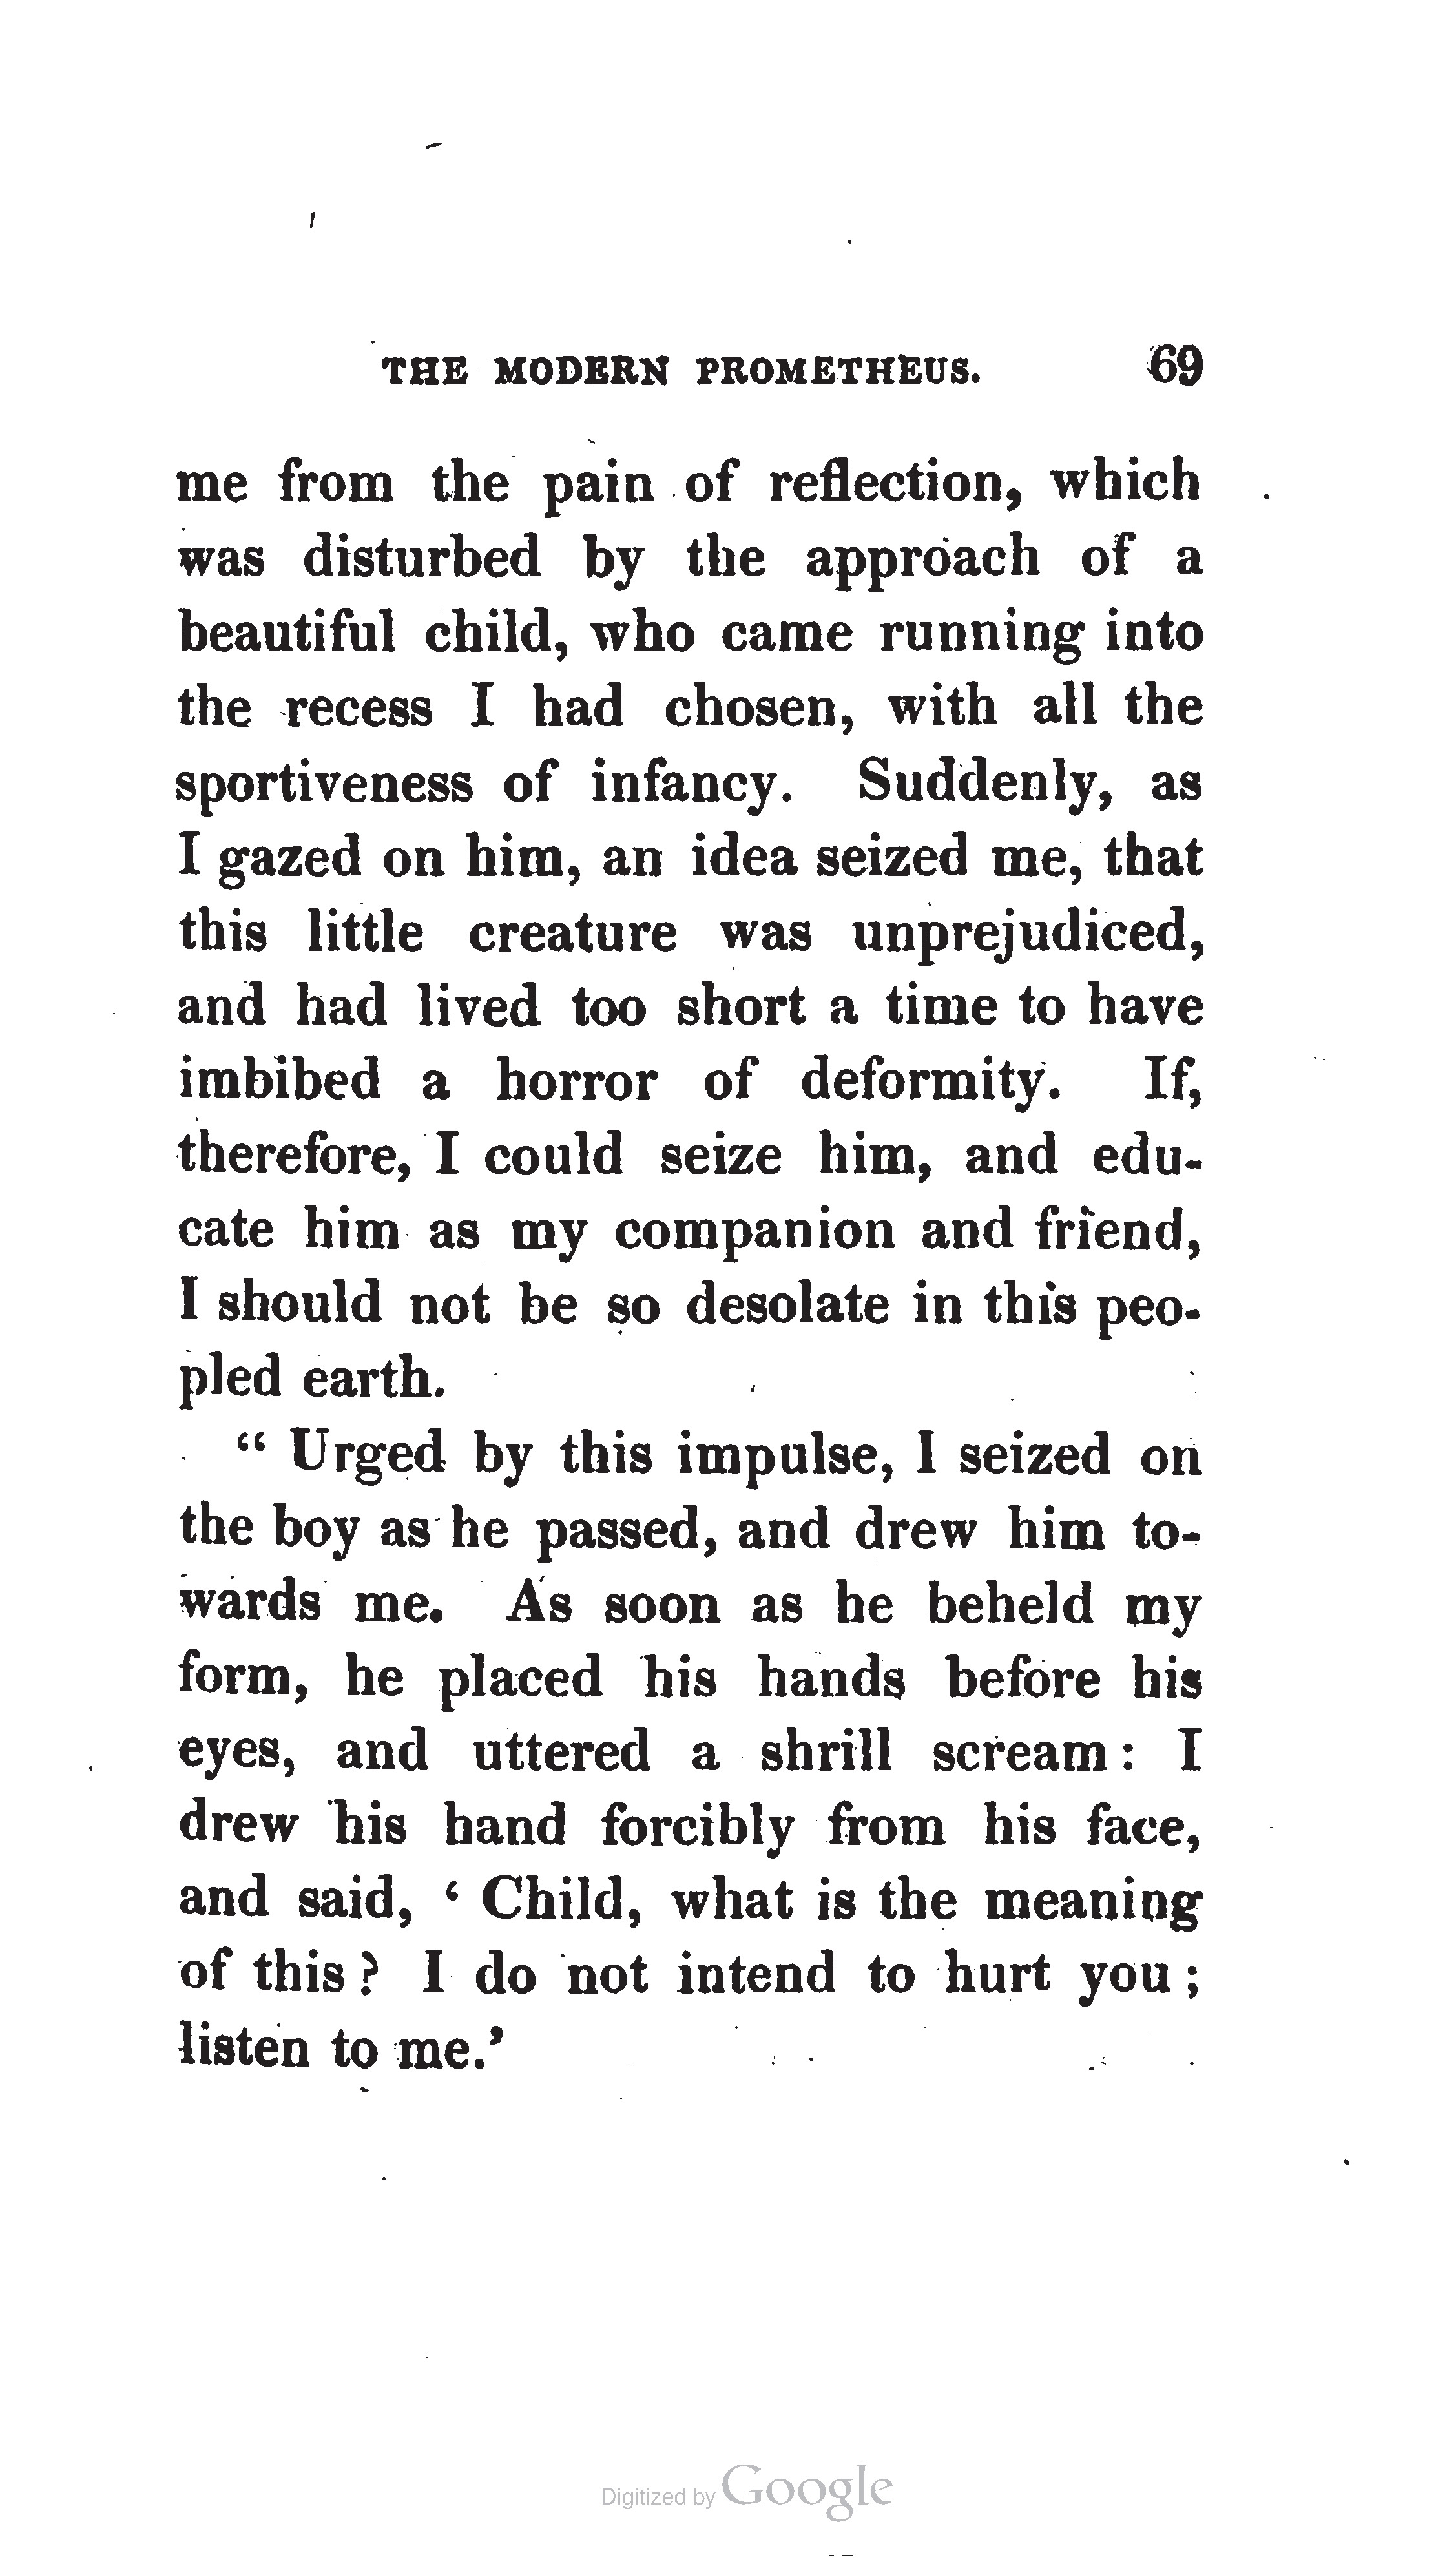 THE MODERN PROMETHEUS. 69
me from the pain of reflection, which
was disturbed by the approach of a
beautiful child, who came running into
the recess I had chosen, with all the
sportiveness of infancy. Suddenly, as
I gazed on him, an idea seized me, that
this little creature was unprejudiced,
and had lived too short a time to have
imbibed a horror of deformity. If,
therefore, I could seize him, and edu-
cate him as my companion and friend,
I should not be so desolate in this peo-
pled earth.
“ Urged by this impulse, I seized on
the boy as he passed, and drew him to-
wards me. As soon as he beheld my
form, he placed his hands before his
eyes, and uttered a shrill scream: I
drew his hand forcibly from his face,
and said, ‘ Child, what is the meaning
of this? I do not intend to hurt you;
listen to me.’
Digitized by Google